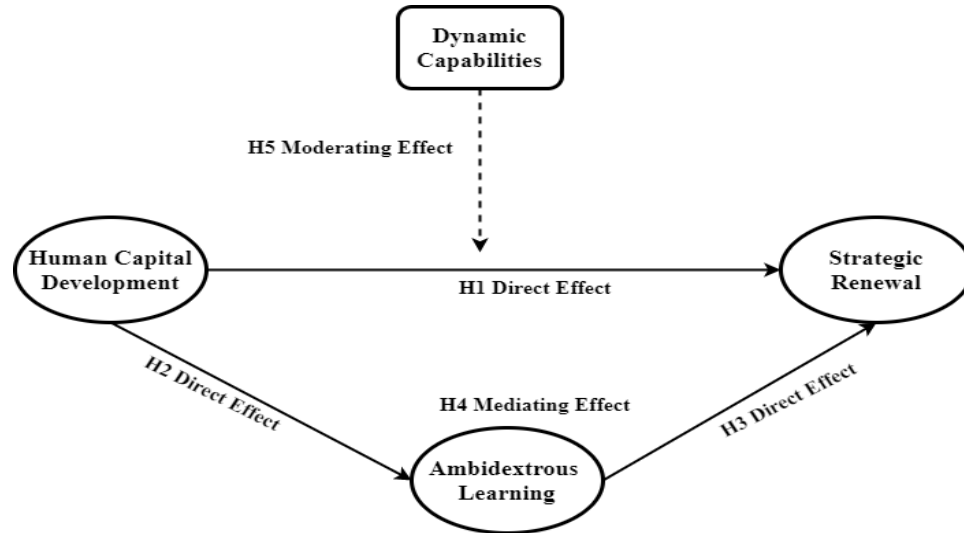 Dynamic
Capabilities
H5 Moderating Effect
Human Capital
Development
Strategic
Renewal
H1 Direct Effect
H2 Direct Effect
H4 Mediating Effect
H3 Direct Effect
Ambidextrous
Learning